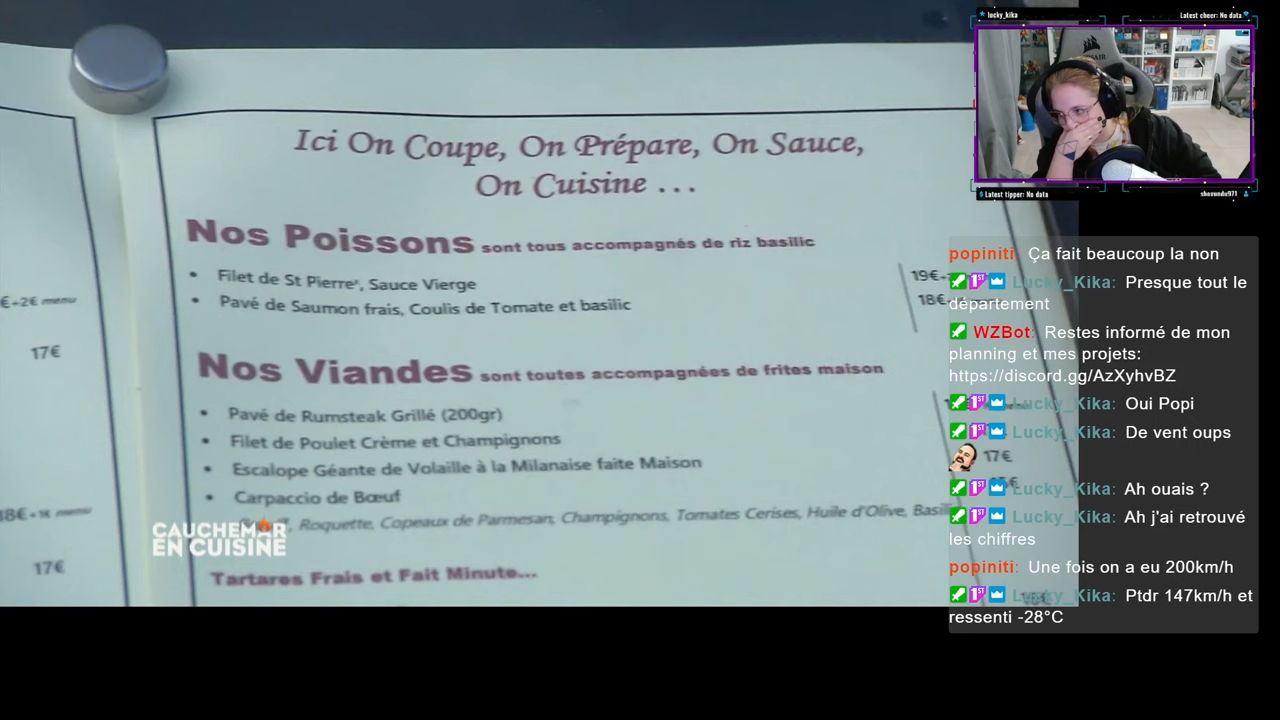 lucky_kika
Latest cheer: No data
Latest tipper: No data
Ici On Coupe, On Prépare, On Sauce,
On Cuisine ...
Nos Poissons sont tous accompagnés de riz basilic
• Filet de St Pierre*, Sauce Vierge
19€
• Pavé de Saumon frais, Coulis de Tomate et basilic
18€
€+2€ menu
17€
Nos Viandes sont toutes accompagnées de frites maison
• Pavé de Rumsteak Grillé (200gr)
• Filet de Poulet Crème et Champignons
17€
• Escalope Géante de Volaille à la Milanaise faite Maison
• Carpaccio de Bœuf
Roquette, Copeaux de Parmesan, Champignons, Tomates Cerises, Huile d'Olive,
17€
Tartares Frais et Fait Minute...
CAUCHEMAR
EN CUISINE
popiniti: Ça fait beaucoup la non
Lucky_Kika: Presque tout le
département
WZBot: Restes informé de mon
planning et mes projets:
https://discord.gg/AzXyhvBZ
Lucky_Kika: Oui Popi
Lucky_Kika: De vent oups
Lucky_Kika: Ah ouais ?
Lucky_Kika: Ah j'ai retrouvé
les chiffres
popiniti: Une fois on a eu 200km/h
Lucky_Kika: Ptdr 147km/h et
ressenti -28°C